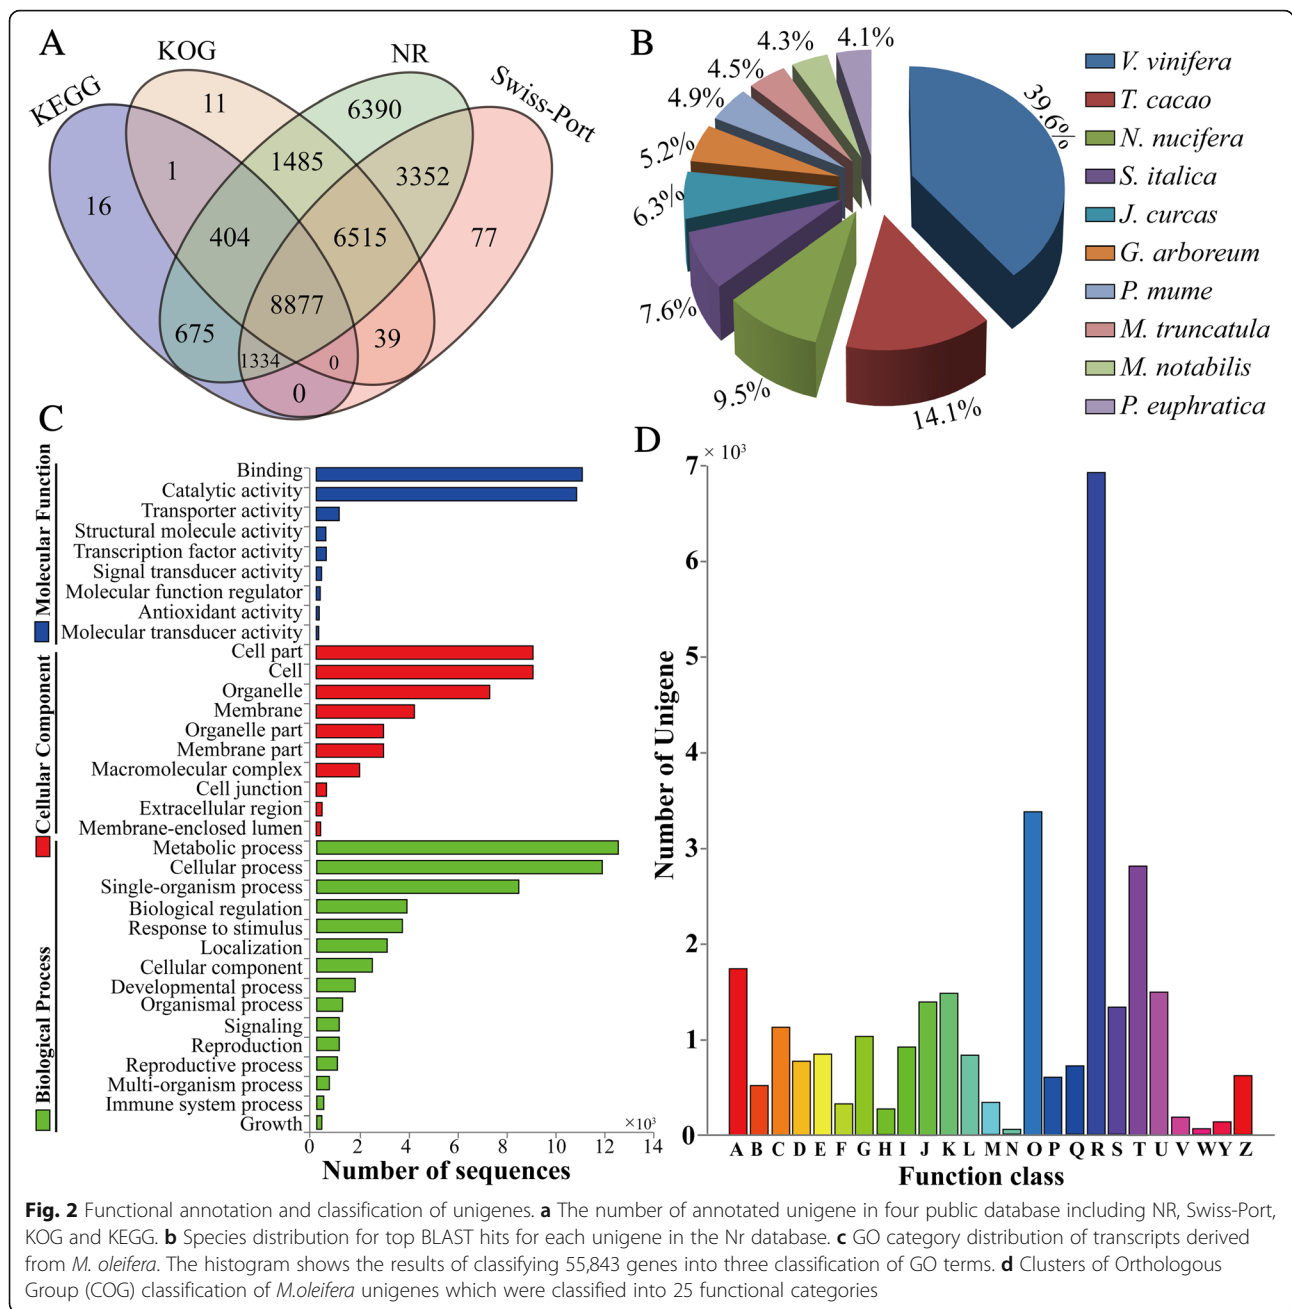 A
KOG
NR
KEGG
Swiss-Port
11
6390
1
1485
3352
16
404
6515
77
8877
675
39
1334
0
0
B
4.3%
4.1%
4.5%
4.9%
5.2%
6.3%
7.6%
9.5%
14.1%
39.6%
V. vinifera
T. cacao
N. nucifera
S. italica
J. curcas
G. arboreum
P. mume
M. truncatula
M. notabilis
P. euphratica
C
Molecular Function
Binding
Catalytic activity
Transporter activity
Structural molecule activity
Transcription factor activity
Signal transducer activity
Molecular function regulator
Antioxidant activity
Molecular transducer activity
Cellular Component
Cell part
Cell
Organelle
Membrane
Organelle part
Membrane part
Macromolecular complex
Cell junction
Extracellular region
Membrane-enclosed lumen
Biological Process
Metabolic process
Cellular process
Single-organism process
Biological regulation
Response to stimulus
Localization
Cellular component
Developmental process
Organismal process
Signaling
Reproduction
Reproductive process
Multi-organism process
Immune system process
Growth
×10³
0 2 4 6 8 10 12 14
Number of sequences
D
× 10³
7
6
5
4
3
2
1
0
Number of Unigene
A B C D E F G H I J K L M N O P Q R S T U V W Y Z
Function class
Fig. 2 Functional annotation and classification of unigenes. a The number of annotated unigene in four public database including NR, Swiss-Port,
KOG and KEGG. b Species distribution for top BLAST hits for each unigene in the Nr database. c GO category distribution of transcripts derived
from M. oleifera. The histogram shows the results of classifying 55,843 genes into three classification of GO terms. d Clusters of Orthologous
Group (COG) classification of M.oleifera unigenes which were classified into 25 functional categories